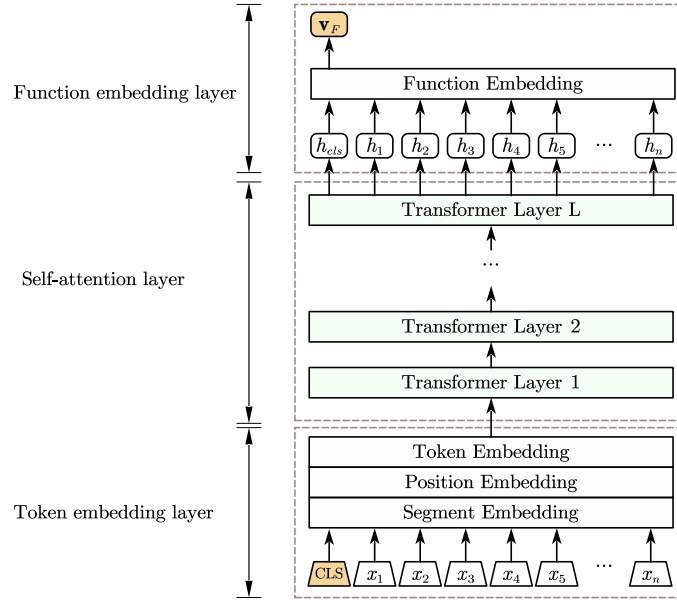 v_F
Function embedding layer
Function Embedding
h_cls h_1 h_2 h_3 h_4 h_5 ... h_n
Transformer Layer L
...
Self-attention layer
Transformer Layer 2
Transformer Layer 1
Token Embedding
Position Embedding
Token embedding layer
Segment Embedding
CLS x_1 x_2 x_3 x_4 x_5 ... x_n